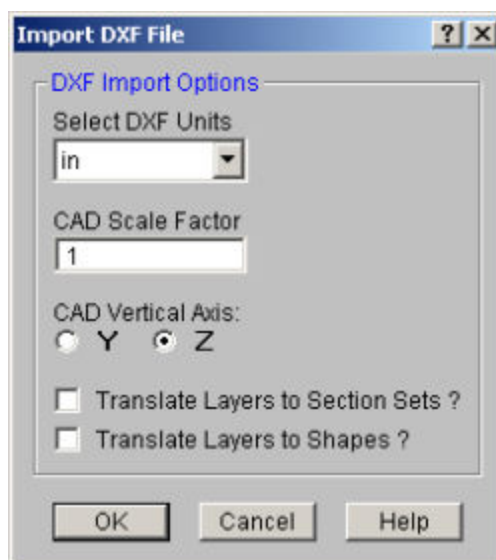 Import DXF File
DXF Import Options
Select DXF Units
in
CAD Scale Factor
1
CAD Vertical Axis:
Y Z
Translate Layers to Section Sets ?
Translate Layers to Shapes ?
OK Cancel Help